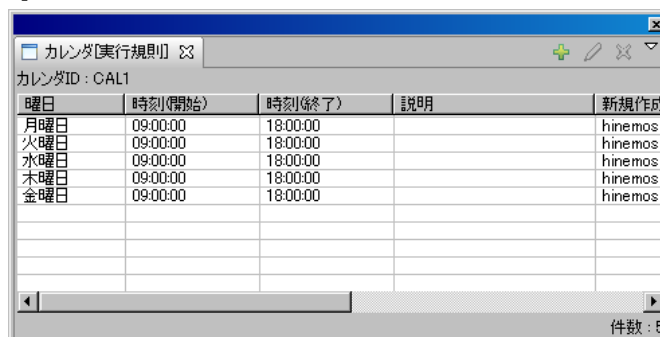 カレンダ[実行規則]
カレンダID : CAL1
曜日 時刻(開始) 時刻(終了) 説明 新規作成
月曜日 09:00:00 18:00:00 hinemos
火曜日 09:00:00 18:00:00 hinemos
水曜日 09:00:00 18:00:00 hinemos
木曜日 09:00:00 18:00:00 hinemos
金曜日 09:00:00 18:00:00 hinemos
件数 : 5